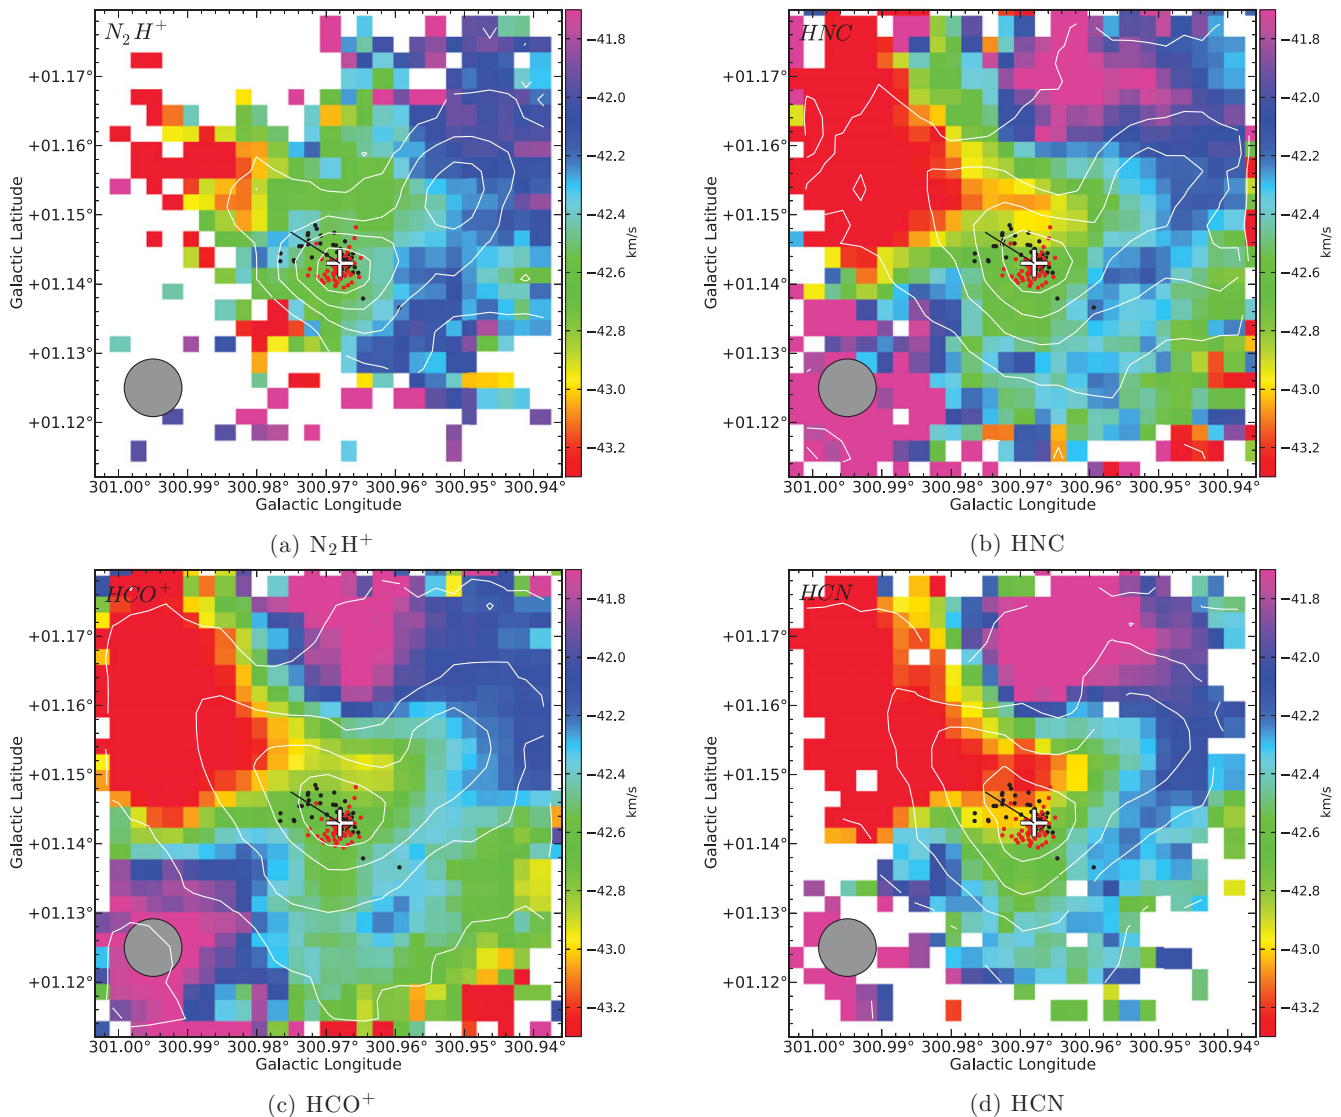 N₂H⁺
+01.17°
+01.16°
+01.15°
+01.14°
+01.13°
+01.12°
Galactic Latitude
301.00° 300.99° 300.98° 300.97° 300.96° 300.95° 300.94°
Galactic Longitude
−41.8
−42.0
−42.2
−42.4
−42.6
−42.8
−43.0
−43.2
km/s
(a) N₂H⁺
HNC
+01.17°
+01.16°
+01.15°
+01.14°
+01.13°
+01.12°
Galactic Latitude
301.00° 300.99° 300.98° 300.97° 300.96° 300.95° 300.94°
Galactic Longitude
−41.8
−42.0
−42.2
−42.4
−42.6
−42.8
−43.0
−43.2
km/s
(b) HNC
HCO⁺
+01.17°
+01.16°
+01.15°
+01.14°
+01.13°
+01.12°
Galactic Latitude
301.00° 300.99° 300.98° 300.97° 300.96° 300.95° 300.94°
Galactic Longitude
−41.8
−42.0
−42.2
−42.4
−42.6
−42.8
−43.0
−43.2
km/s
(c) HCO⁺
HCN
+01.17°
+01.16°
+01.15°
+01.14°
+01.13°
+01.12°
Galactic Latitude
301.00° 300.99° 300.98° 300.97° 300.96° 300.95° 300.94°
Galactic Longitude
−41.8
−42.0
−42.2
−42.4
−42.6
−42.8
−43.0
−43.2
km/s
(d) HCN